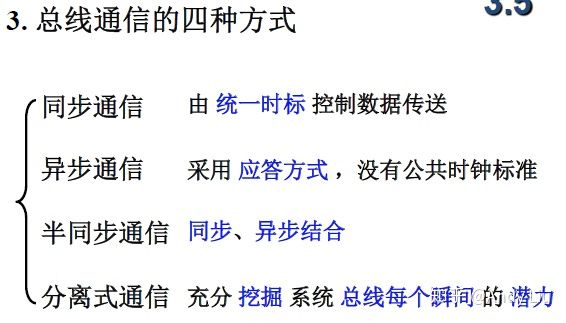 3. 总线通信的四种方式
3.5
同步通信 由 统一时标 控制数据传送
异步通信 采用 应答方式 ，没有公共时钟标准
半同步通信 同步、异步结合
分离式通信 充分 挖掘 系统 总线每个瞬间 的 潜力